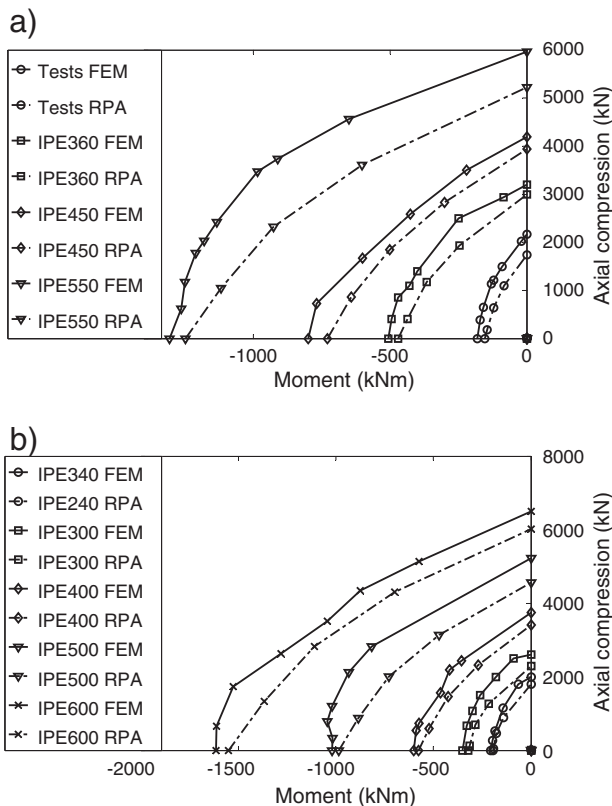 a)
Tests FEM
Tests RPA
IPE360 FEM
IPE360 RPA
IPE450 FEM
IPE450 RPA
IPE550 FEM
IPE550 RPA
6000
5000
4000
3000
2000
1000
0
Axial compression (kN)
-1000 -500 0
Moment (kNm)
b)
IPE340 FEM
IPE240 RPA
IPE300 FEM
IPE300 RPA
IPE400 FEM
IPE400 RPA
IPE500 FEM
IPE500 RPA
IPE600 FEM
IPE600 RPA
8000
6000
4000
2000
0
Axial compression (kN)
-2000 -1500 -1000 -500 0
Moment (kNm)